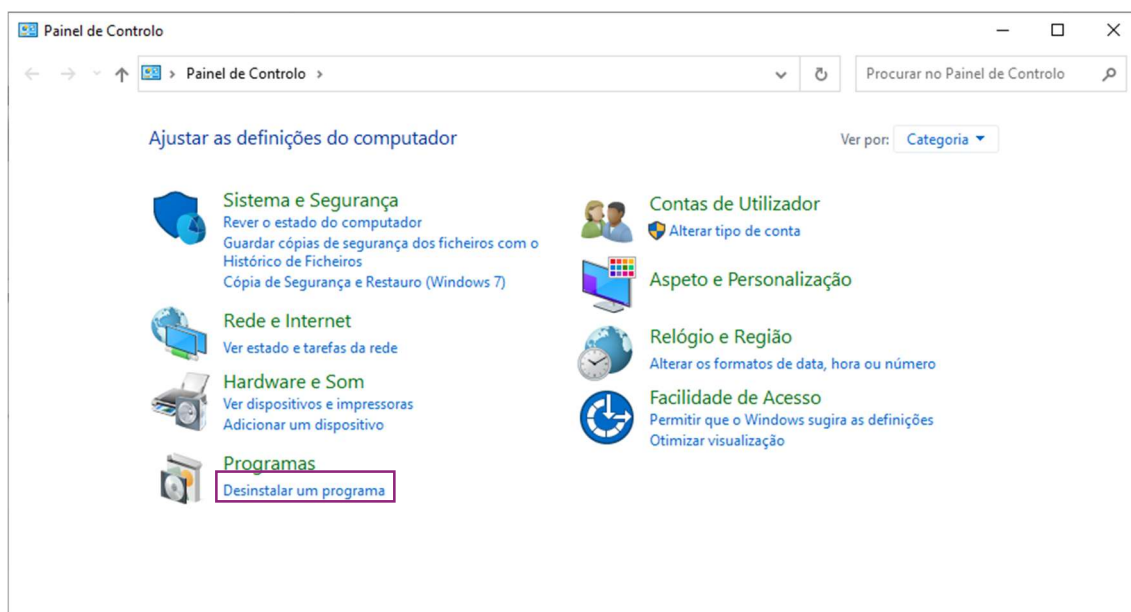 Painel de Controlo
Painel de Controlo
Procurar no Painel de Controlo
Ajustar as definições do computador
Ver por: Categoria
Sistema e Segurança
Rever o estado do computador
Guardar cópias de segurança dos ficheiros com o
Histórico de Ficheiros
Cópia de Segurança e Restauro (Windows 7)
Rede e Internet
Ver estado e tarefas da rede
Hardware e Som
Ver dispositivos e impressoras
Adicionar um dispositivo
Programas
Desinstalar um programa
Contas de Utilizador
Alterar tipo de conta
Aspeto e Personalização
Relógio e Região
Alterar os formatos de data, hora ou número
Facilidade de Acesso
Permitir que o Windows sugira as definições
Otimizar visualização